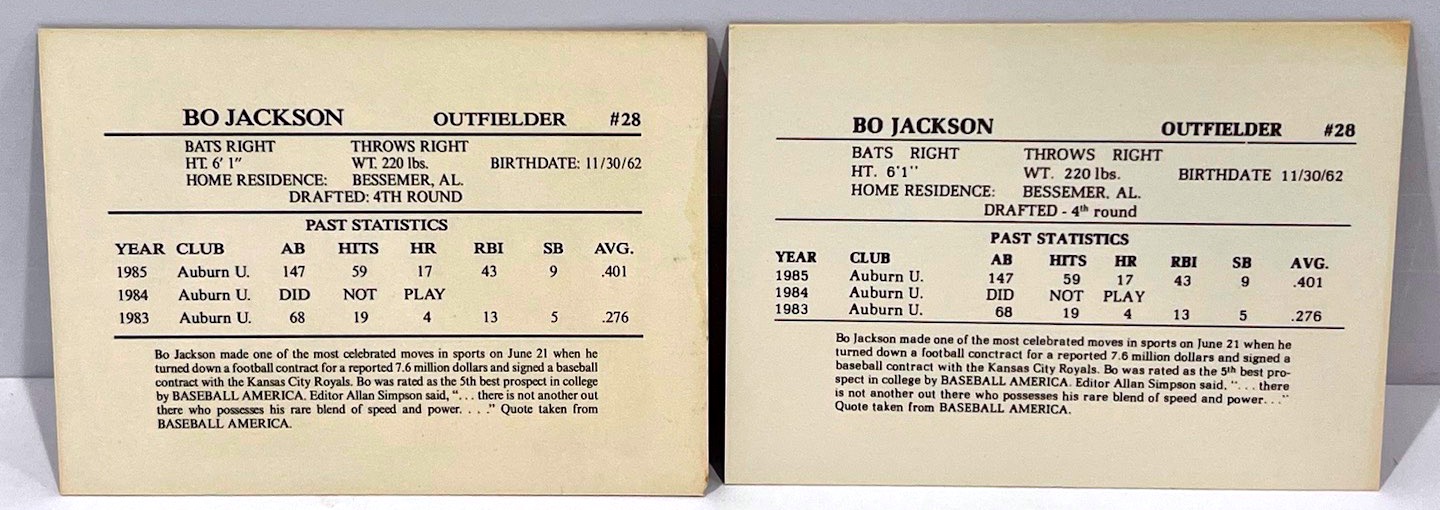 BO JACKSON OUTFIELDER #28
BATS RIGHT THROWS RIGHT
HT. 6' 1" WT. 220 lbs. BIRTHDATE: 11/30/62
HOME RESIDENCE: BESSEMER, AL.
DRAFTED: 4TH ROUND
PAST STATISTICS
YEAR CLUB AB HITS HR RBI SB AVG.
1985 Auburn U. 147 59 17 43 9 .401
1984 Auburn U. DID NOT PLAY
1983 Auburn U. 68 19 4 13 5 .276
Bo Jackson made one of the most celebrated moves in sports on June 21 when he
turned down a football contract for a reported 7.6 million dollars and signed a baseball
contract with the Kansas City Royals. Bo was rated as the 5th best prospect in college
by BASEBALL AMERICA. Editor Allan Simpson said, “... there is not another out
there who possesses his rare blend of speed and power. . . .” Quote taken from
BASEBALL AMERICA.
BO JACKSON OUTFIELDER #28
BATS RIGHT THROWS RIGHT
HT. 6'1'' WT. 220 lbs. BIRTHDATE 11/30/62
HOME RESIDENCE: BESSEMER, AL.
DRAFTED - 4th round
PAST STATISTICS
YEAR CLUB AB HITS HR RBI SB AVG.
1985 Auburn U. 147 59 17 43 9 .401
1984 Auburn U. DID NOT PLAY
1983 Auburn U. 68 19 4 13 5 .276
Bo Jackson made one of the most celebrated moves in sports on June 21 when he
turned down a football conctract for a reported 7.6 million dollars and signed a
baseball contract with the Kansas City Royals. Bo was rated as the 5th best pro-
spect in college by BASEBALL AMERICA. Editor Allan Simpson said, “. . . there
is not another out there who possesses his rare blend of speed and power. . .”
Quote taken from BASEBALL AMERICA.